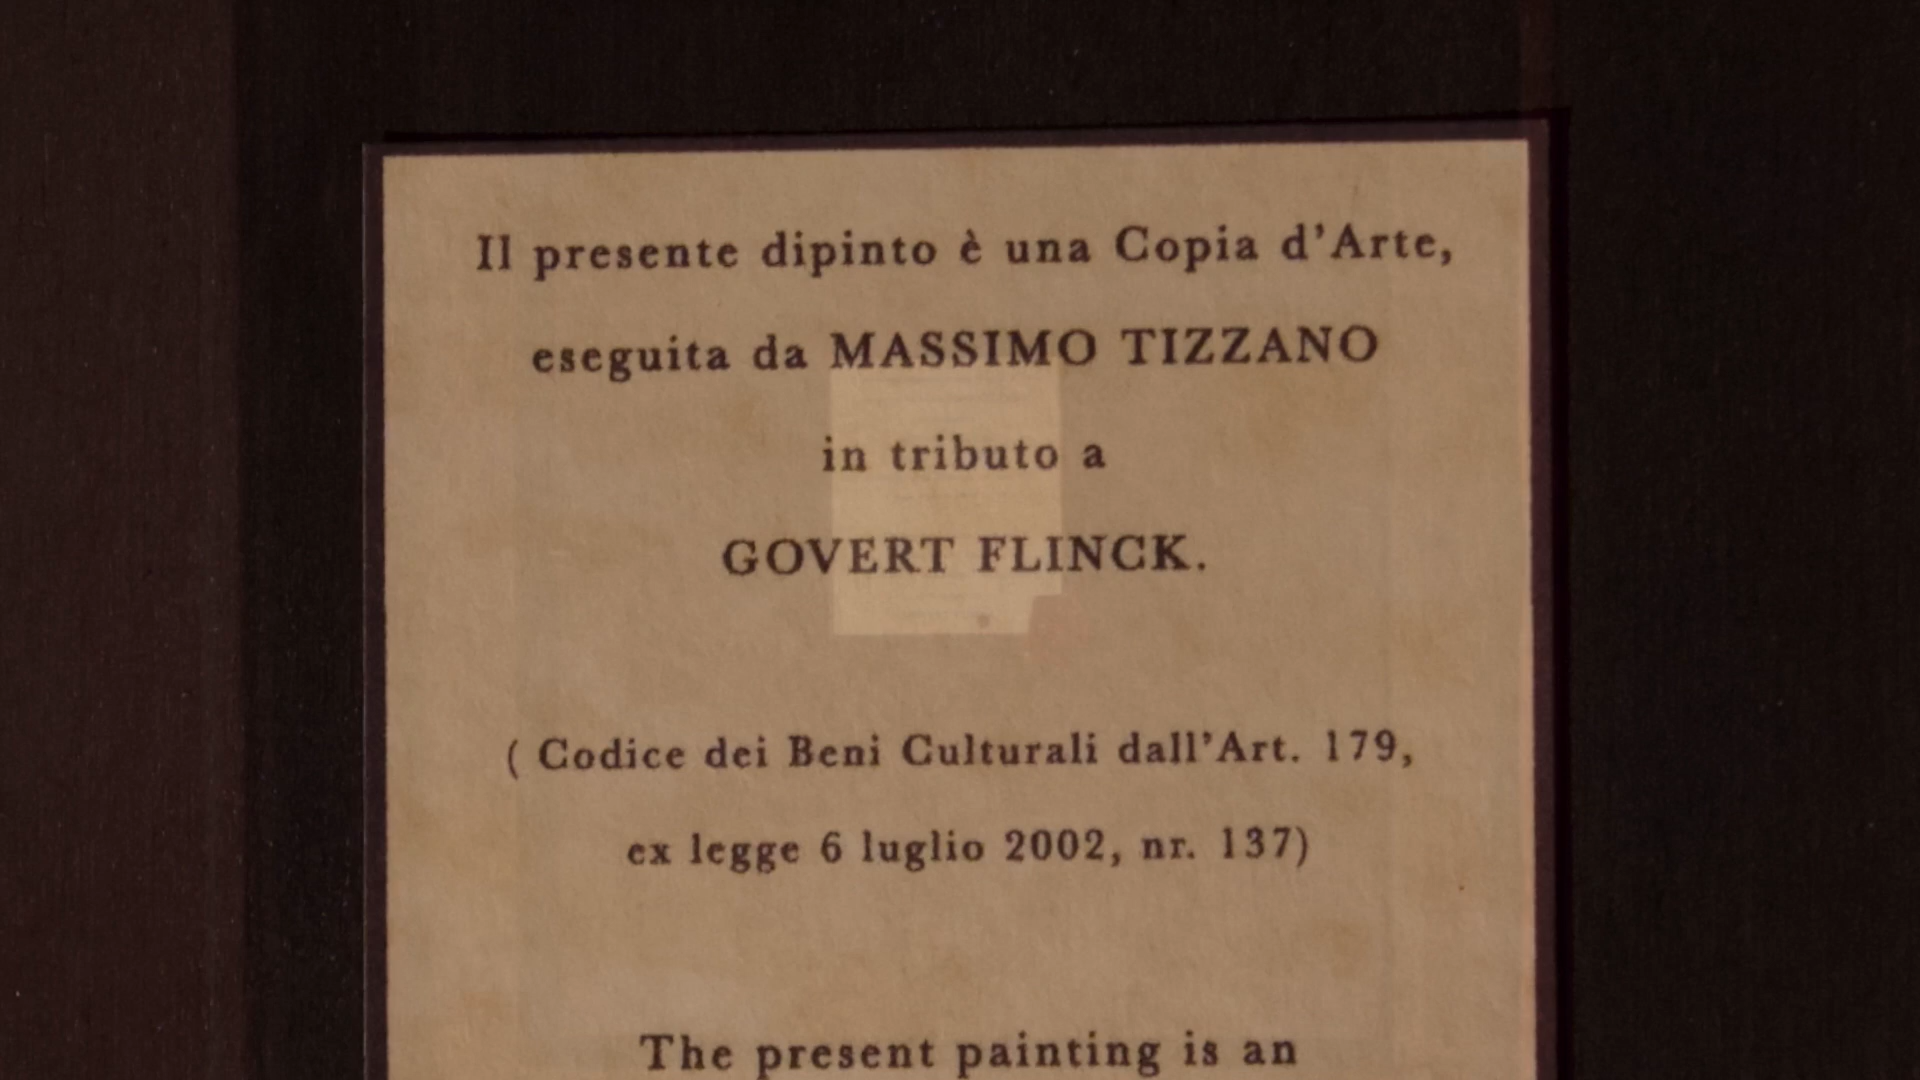 Il presente dipinto è una Copia d'Arte,
eseguita da MASSIMO TIZZANO
in tributo a
GOVERT FLINCK.
( Codice dei Beni Culturali dall'Art. 179,
ex legge 6 luglio 2002, nr. 137)
The present painting is an